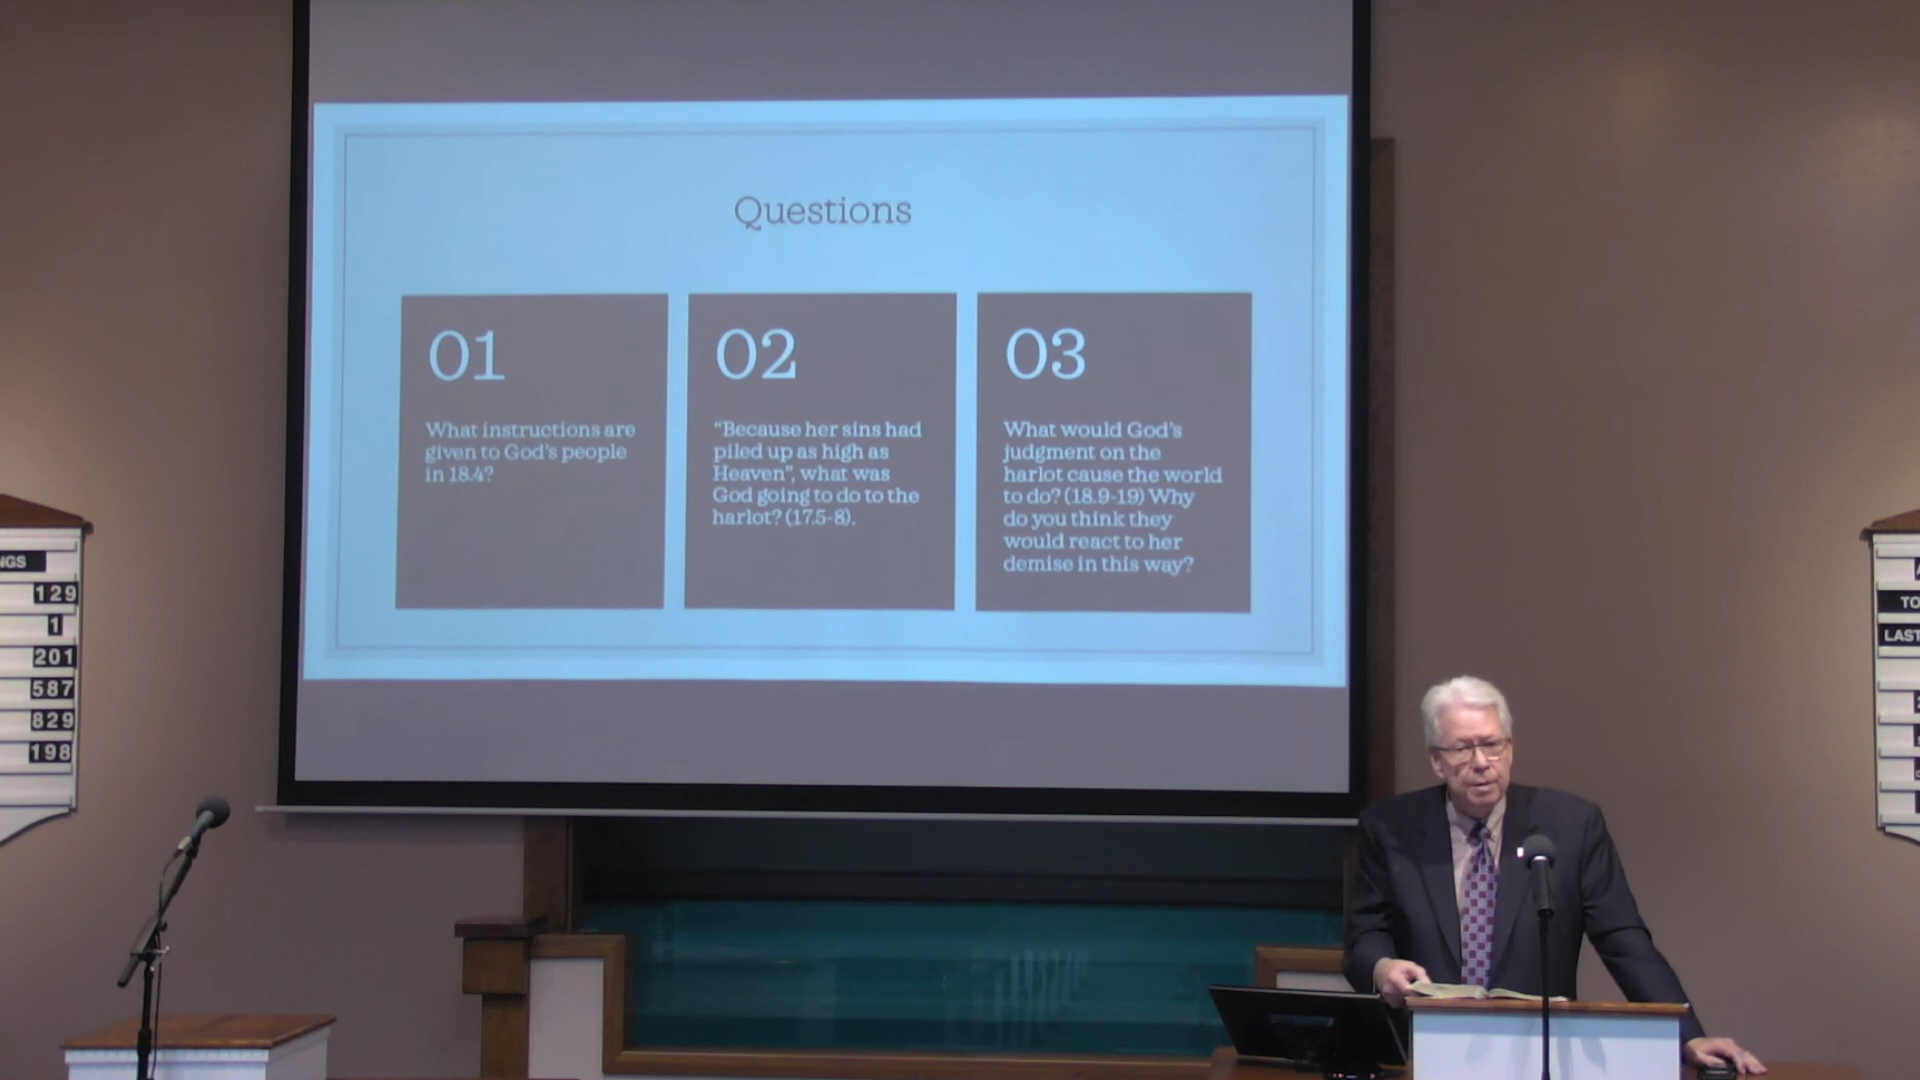 Questions
01
What instructions are
given to God's people
in 18.4?
02
"Because her sins had
piled up as high as
Heaven", what was
God going to do to the
harlot? (17.5-8).
03
What would God's
judgment on the
harlot cause the world
to do? (18.9-19) Why
do you think they
would react to her
demise in this way?
NGS
129
1
201
587
829
198
TO
LAST